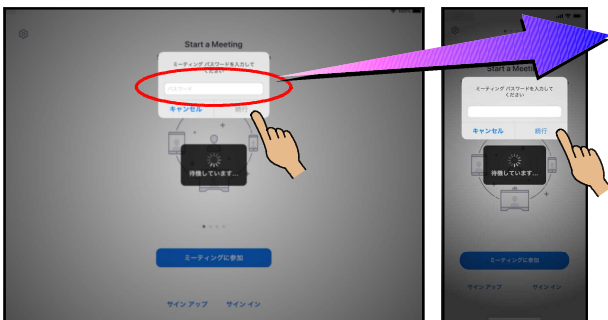 Start a Meeting
ミーティング パスワードを入力して
ください
パスワード
キャンセル
続行
待機しています...
ミーティングに参加
サイン アップ
サイン イン
Start a Meeting
ミーティング パスワードを入力して
ください
キャンセル
続行
待機しています...
ミーティングに参加
サイン アップ
サイン イン